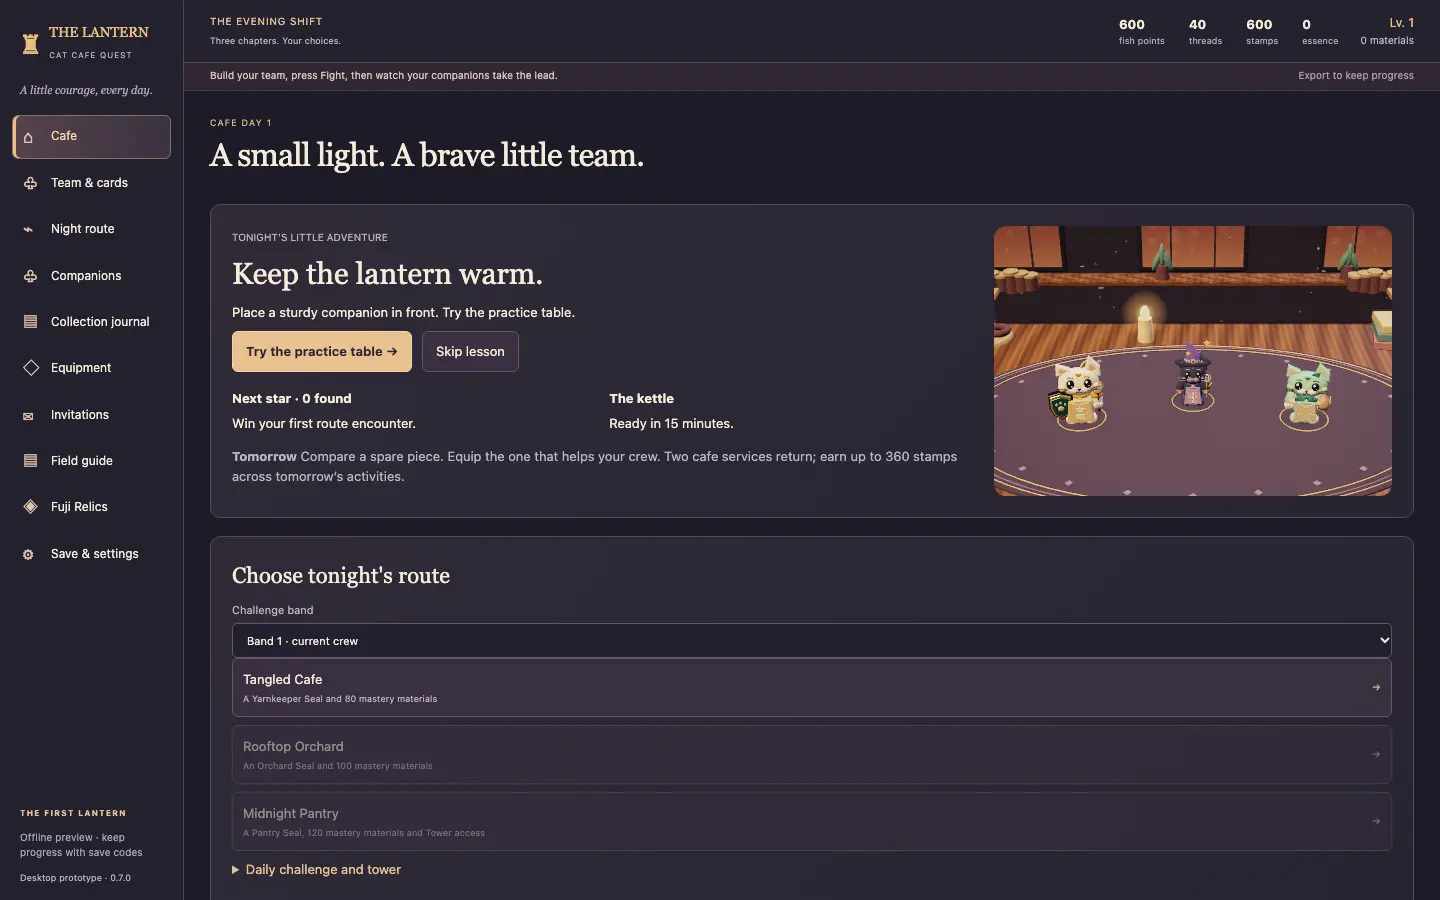 THE LANTERN
CAT CAFE QUEST
A little courage, every day.
Cafe
Team & cards
Night route
Companions
Collection journal
Equipment
Invitations
Field guide
Fuji Relics
Save & settings
THE FIRST LANTERN
Offline preview · keep
progress with save codes
Desktop prototype · 0.7.0
THE EVENING SHIFT
Three chapters. Your choices.
600
fish points
40
threads
600
stamps
0
essence
Lv. 1
0 materials
Build your team, press Fight, then watch your companions take the lead.
Export to keep progress
CAFE DAY 1
A small light. A brave little team.
TONIGHT'S LITTLE ADVENTURE
Keep the lantern warm.
Place a sturdy companion in front. Try the practice table.
Try the practice table →
Skip lesson
Next star · 0 found
Win your first route encounter.
The kettle
Ready in 15 minutes.
Tomorrow Compare a spare piece. Equip the one that helps your crew. Two cafe services return; earn up to 360 stamps
across tomorrow's activities.
Choose tonight's route
Challenge band
Band 1 · current crew
Tangled Cafe
A Yarnkeeper Seal and 80 mastery materials
→
Rooftop Orchard
An Orchard Seal and 100 mastery materials
→
Midnight Pantry
A Pantry Seal, 120 mastery materials and Tower access
→
Daily challenge and tower